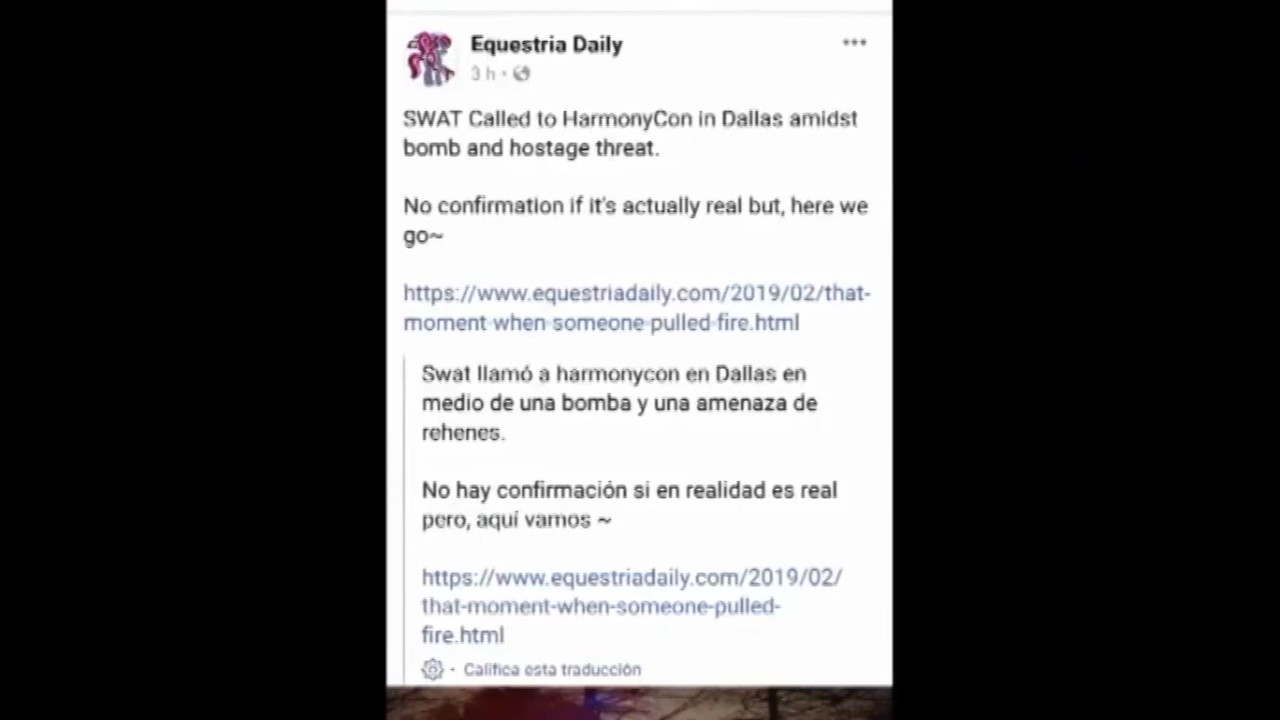 Equestria Daily
3 h
SWAT Called to HarmonyCon in Dallas amidst
bomb and hostage threat.
No confirmation if it's actually real but, here we
go~
https://www.equestriadaily.com/2019/02/that-
moment-when-someone-pulled-fire.html
Swat llamó a harmonycon en Dallas en
medio de una bomba y una amenaza de
rehenes.
No hay confirmación si en realidad es real
pero, aquí vamos ~
https://www.equestriadaily.com/2019/02/
that-moment-when-someone-pulled-
fire.html
· Califica esta traducción